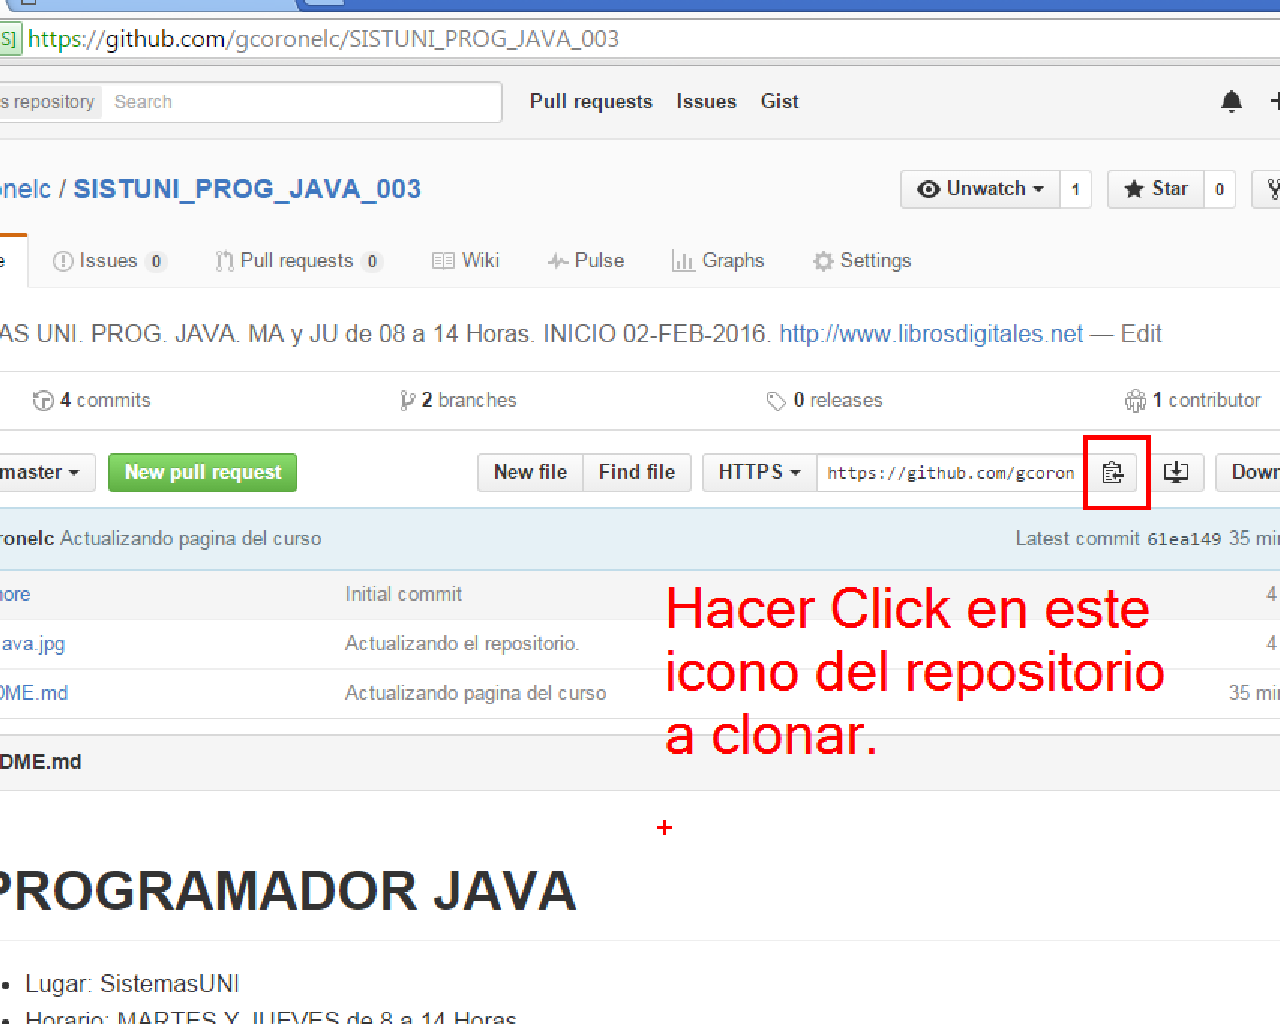 S] https://github.com/gcoronelc/SISTUNI_PROG_JAVA_003
s repository Search Pull requests Issues Gist
onelc / SISTUNI_PROG_JAVA_003 Unwatch 1 Star 0
e Issues 0 Pull requests 0 Wiki Pulse Graphs Settings
AS UNI. PROG. JAVA. MA y JU de 08 a 14 Horas. INICIO 02-FEB-2016. http://www.librosdigitales.net — Edit
4 commits 2 branches 0 releases 1 contributor
master New pull request New file Find file HTTPS https://github.com/gcoron Down
ronelc Actualizando pagina del curso Latest commit 61ea149 35 min
nore Initial commit 4
ava.jpg Actualizando el repositorio. 4
DME.md Actualizando pagina del curso 35 min
Hacer Click en este
icono del repositorio
a clonar.
DME.md
PROGRAMADOR JAVA
• Lugar: SistemasUNI
• Horario: MARTES Y JUEVES de 8 a 14 Horas